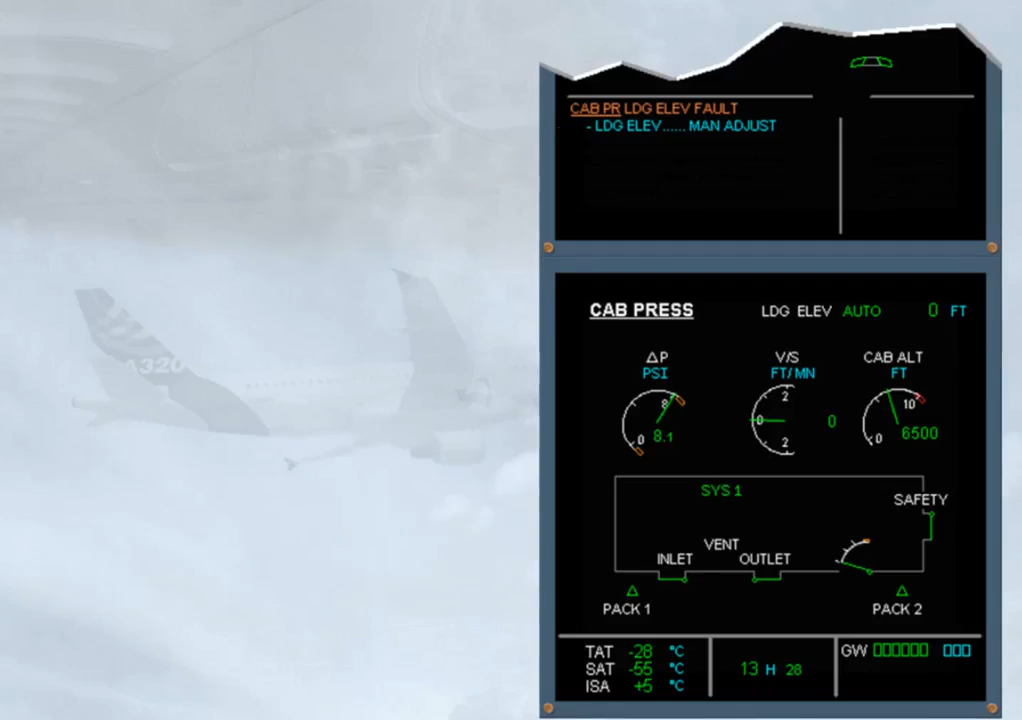 CAB PR LDG ELEV FAULT
- LDG ELEV...... MAN ADJUST
A320
CAB PRESS LDG ELEV AUTO 0 FT
ΔP V/S CAB ALT
PSI FT/MN FT
8 2 10
0 8.1 0 0 0 6500
2
SYS 1
SAFETY
VENT
INLET OUTLET
PACK 1 PACK 2
TAT -28 °C
SAT -55 °C
ISA +5 °C
13 H 28
GW